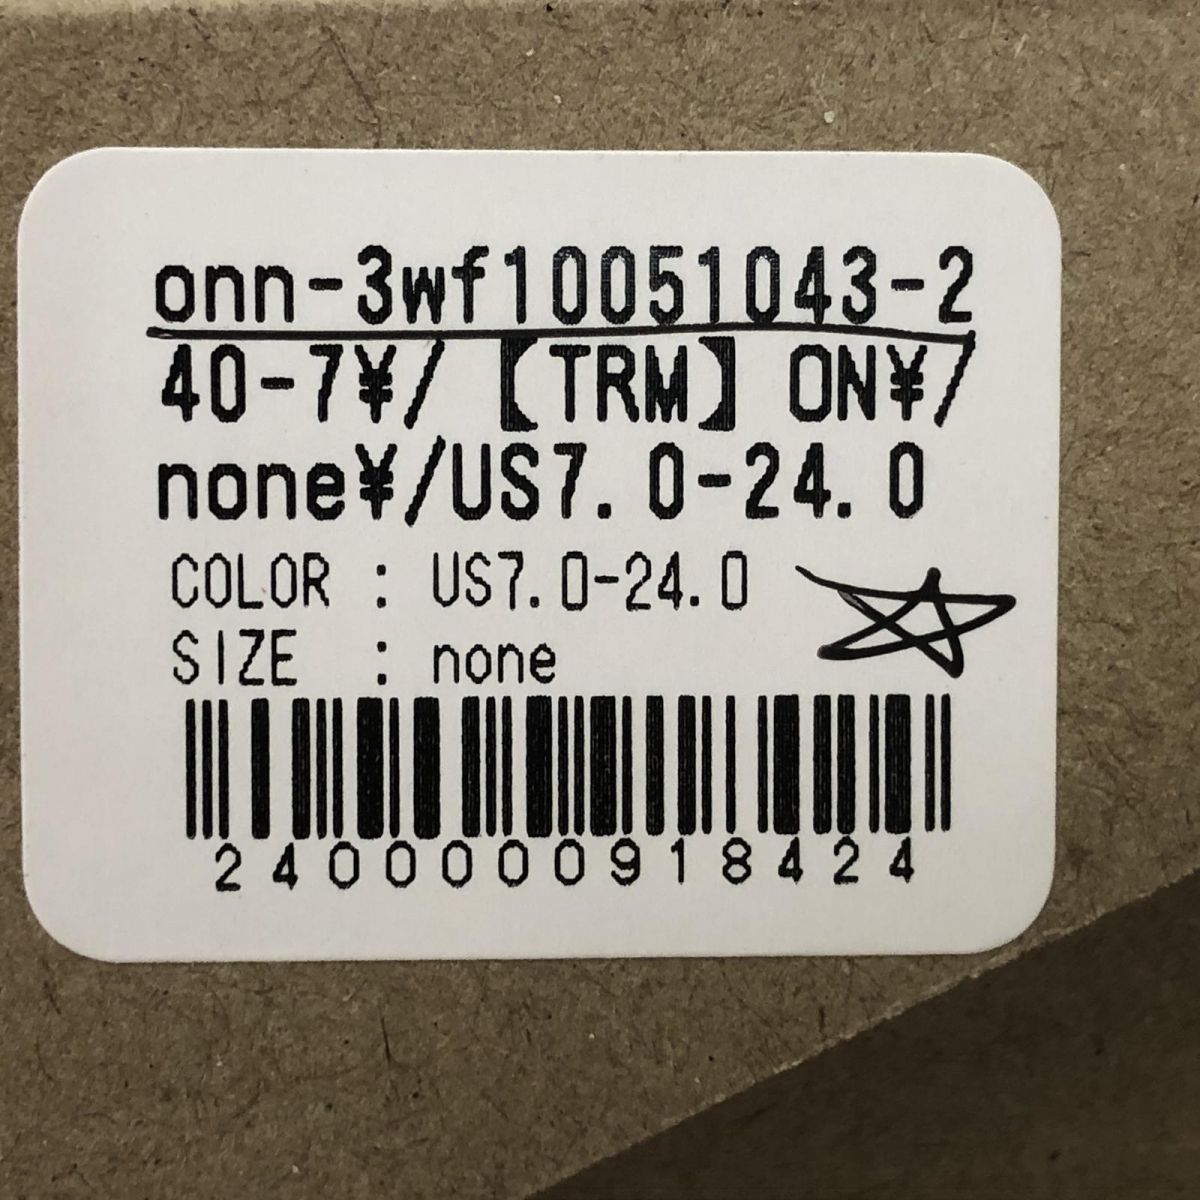 onn-3wf10051043-2
40-7¥/【TRM】ON¥/
none¥/US7.0-24.0
COLOR : US7.0-24.0
SIZE : none
2400000918424